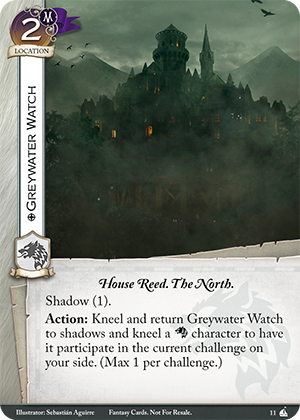 2
LOCATION
GREYWATER WATCH
House Reed. The North.
Shadow (1).
Action: Kneel and return Greywater Watch
to shadows and kneel a character to have
it participate in the current challenge on
your side. (Max 1 per challenge.)
Illustrator: Sebastián Aguirre Fantasy Cards. Not For Resale. 11